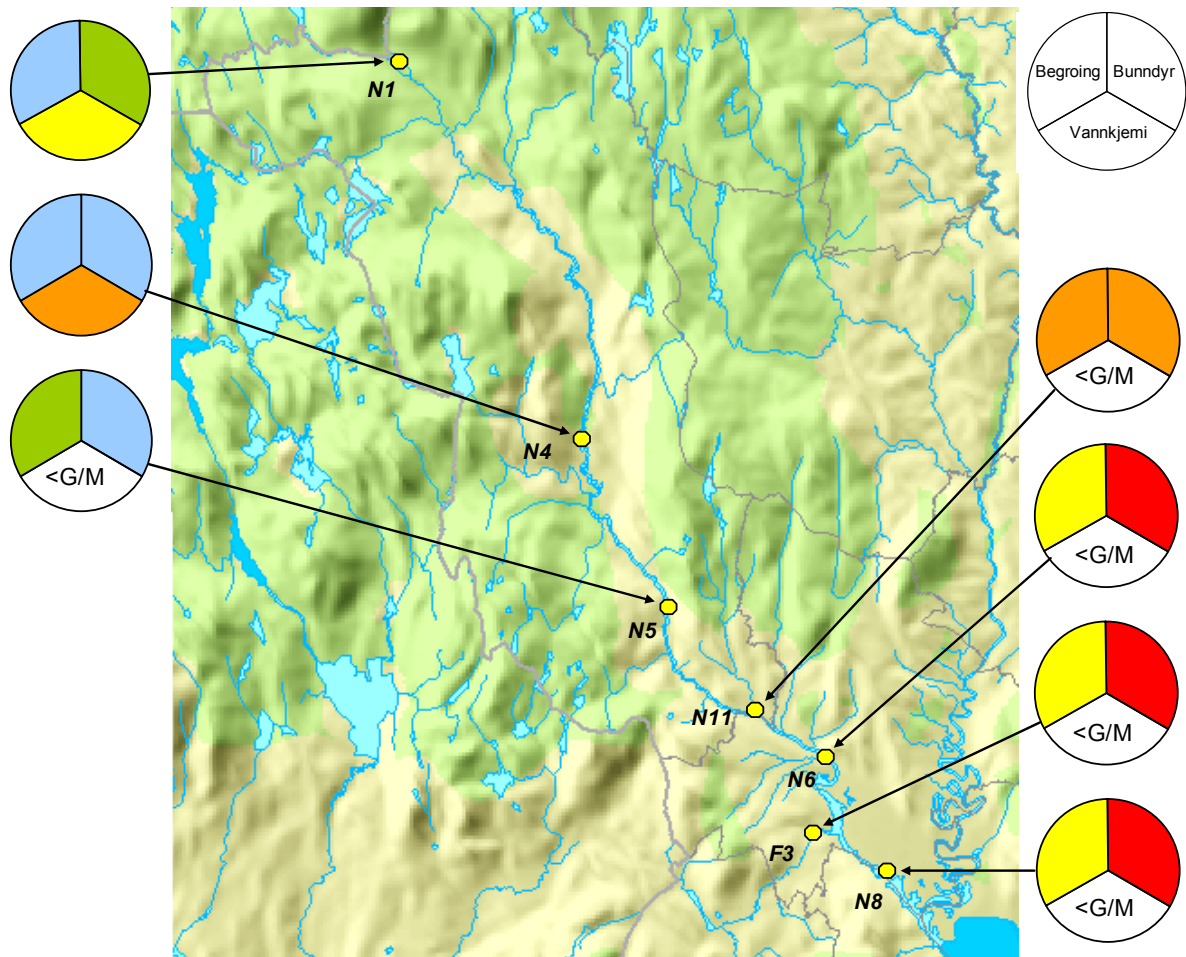 N1
Begroing
Bunndyr
Vannkjemi
<G/M
N4
<G/M
<G/M
N5
N11
<G/M
N6
<G/M
F3
N8
<G/M